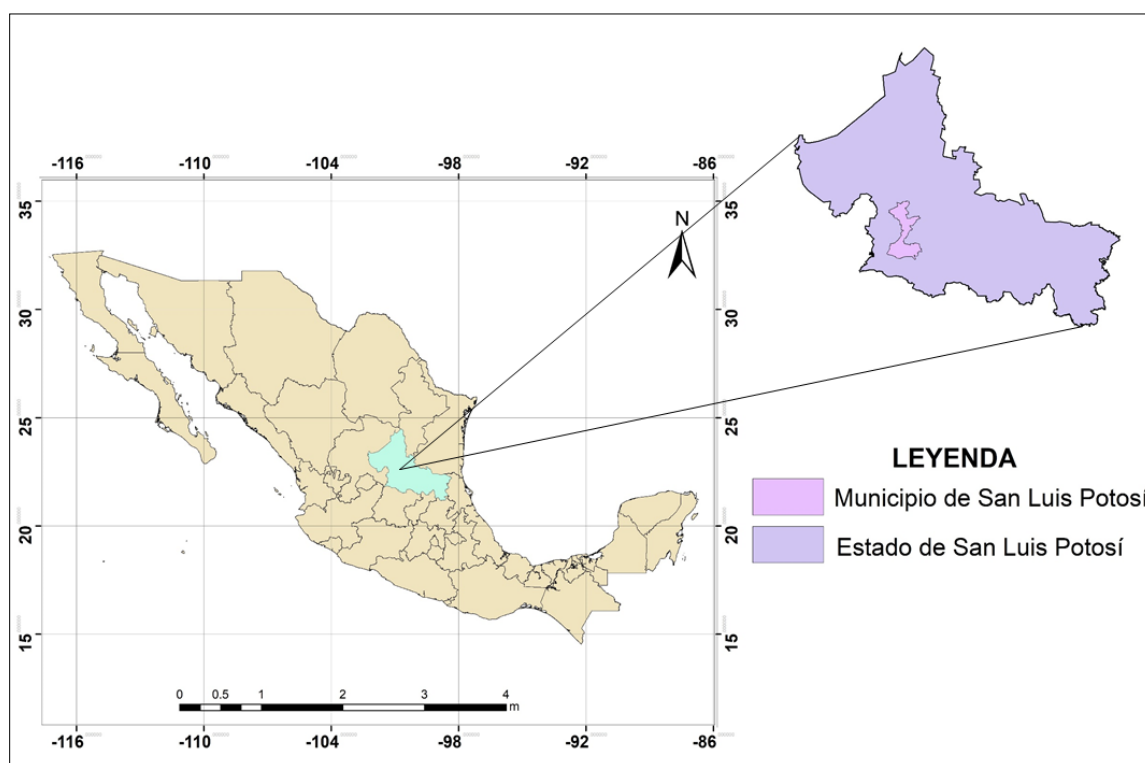 -116 -110 -104 -98 -92 -86
35 35
N
30 30
25 25
20 20
15 15
0 0.5 1 2 3 4
m
-116 -110 -104 -98 -92 -86
LEYENDA
Municipio de San Luis Potosí
Estado de San Luis Potosí